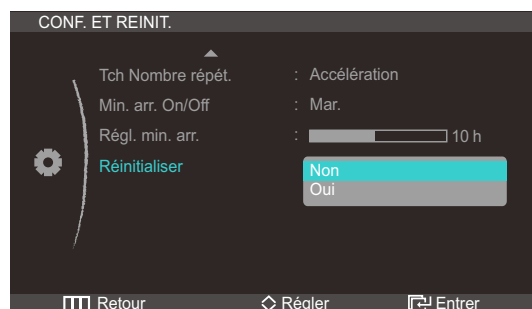 CONF. ET REINIT.
Tch Nombre répét. : Accélération
Min. arr. On/Off : Mar.
Régl. min. arr. : 10 h
Réinitialiser
Non
Oui
Retour Régler Entrer